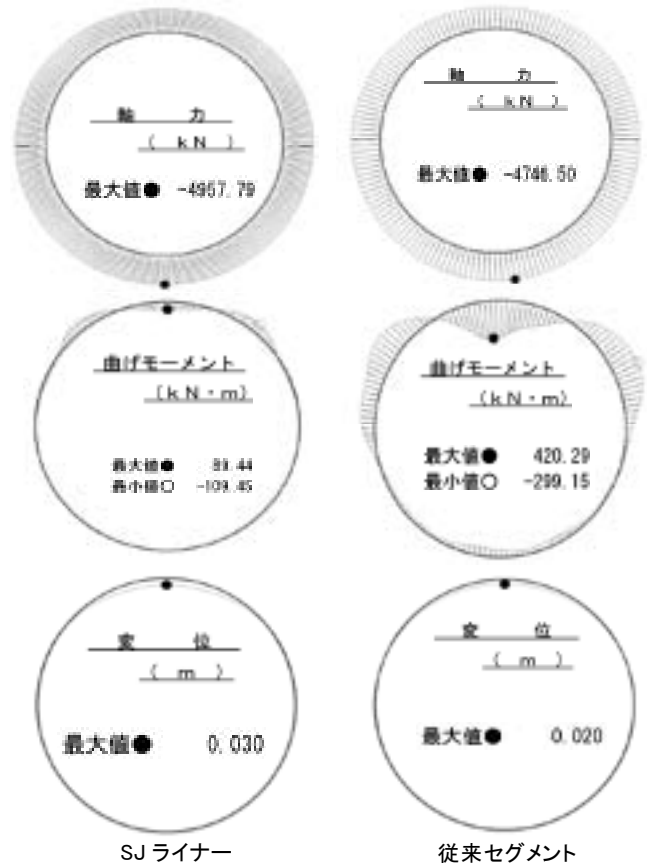 軸 力
( kN )
最大値● -4957.79
軸 力
( kN )
最大値● -4746.50
曲げモーメント
(kN・m)
最大値● 89.44
最小値○ -109.45
曲げモーメント
(kN・m)
最大値● 420.29
最小値○ -299.15
変 位
( m )
最大値● 0.030
変 位
( m )
最大値● 0.020
SJ ライナー
従来セグメント